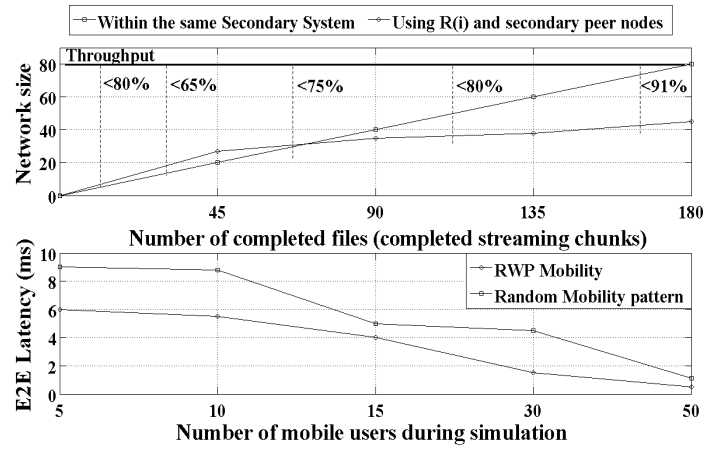 Within the same Secondary System
Using R(i) and secondary peer nodes
Throughput
<80%
<65%
<75%
<80%
<91%
Network size
80
60
40
20
0
45
90
135
180
Number of completed files (completed streaming chunks)
RWP Mobility
Random Mobility pattern
E2E Latency (ms)
10
8
6
4
2
0
5
10
15
30
50
Number of mobile users during simulation